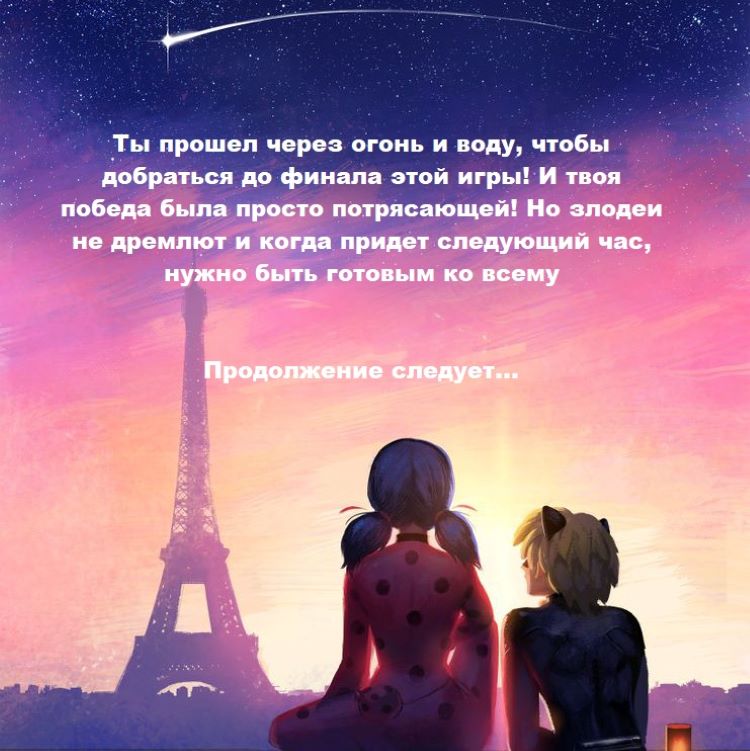 Ты прошел через огонь и воду, чтобы
добраться до финала этой игры! И твоя
победа была просто потрясающей! Но злодеи
не дремлют и когда придет следующий час,
нужно быть готовым ко всему
Продолжение следует...